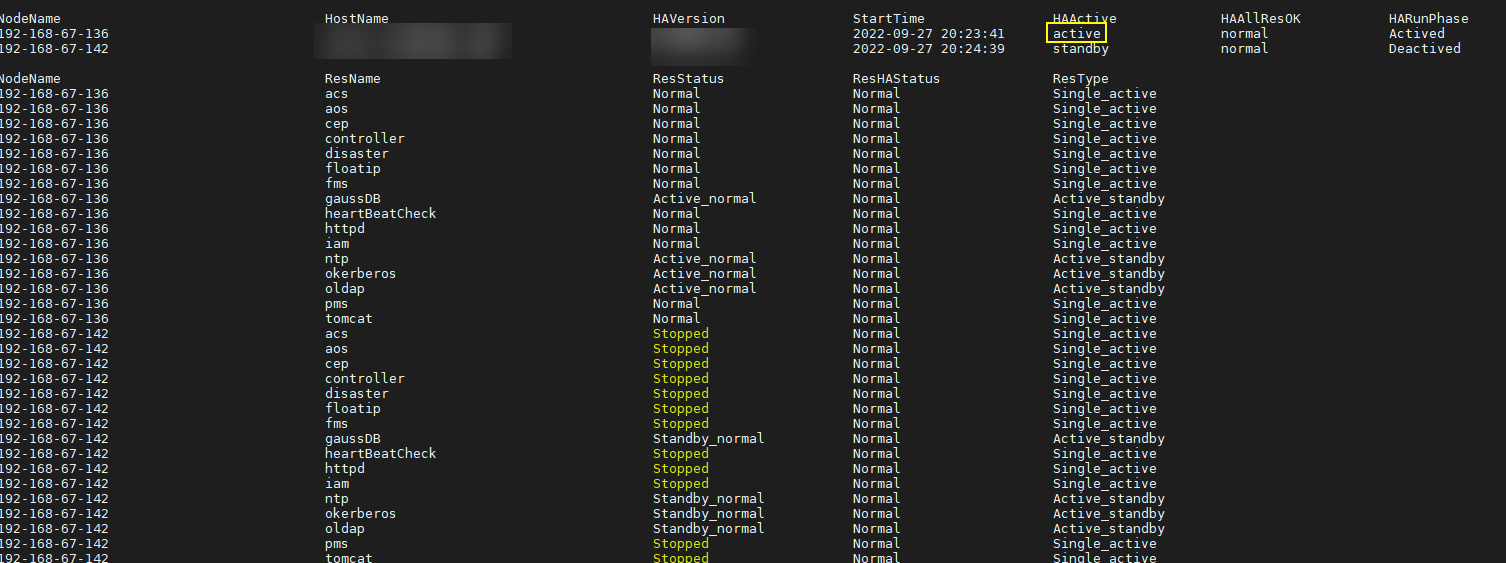 NodeName HostName HAVersion StartTime HAActive HAAllResOK HARunPhase
192-168-67-136 2022-09-27 20:23:41 active normal Actived
192-168-67-142 2022-09-27 20:24:39 standby normal Deactived
NodeName ResName ResStatus ResHAStatus ResType
192-168-67-136 acs Normal Normal Single_active
192-168-67-136 aos Normal Normal Single_active
192-168-67-136 cep Normal Normal Single_active
192-168-67-136 controller Normal Normal Single_active
192-168-67-136 disaster Normal Normal Single_active
192-168-67-136 floatip Normal Normal Single_active
192-168-67-136 fms Normal Normal Single_active
192-168-67-136 gaussDB Active_normal Normal Active_standby
192-168-67-136 heartBeatCheck Normal Normal Single_active
192-168-67-136 httpd Normal Normal Single_active
192-168-67-136 iam Normal Normal Single_active
192-168-67-136 ntp Active_normal Normal Active_standby
192-168-67-136 okerberos Active_normal Normal Active_standby
192-168-67-136 oldap Active_normal Normal Active_standby
192-168-67-136 pms Normal Normal Single_active
192-168-67-136 tomcat Normal Normal Single_active
192-168-67-142 acs Stopped Normal Single_active
192-168-67-142 aos Stopped Normal Single_active
192-168-67-142 cep Stopped Normal Single_active
192-168-67-142 controller Stopped Normal Single_active
192-168-67-142 disaster Stopped Normal Single_active
192-168-67-142 floatip Stopped Normal Single_active
192-168-67-142 fms Stopped Normal Single_active
192-168-67-142 gaussDB Standby_normal Normal Active_standby
192-168-67-142 heartBeatCheck Stopped Normal Single_active
192-168-67-142 httpd Stopped Normal Single_active
192-168-67-142 iam Stopped Normal Single_active
192-168-67-142 ntp Standby_normal Normal Active_standby
192-168-67-142 okerberos Standby_normal Normal Active_standby
192-168-67-142 oldap Standby_normal Normal Active_standby
192-168-67-142 pms Stopped Normal Single_active
192-168-67-142 tomcat Stopped Normal Single_active